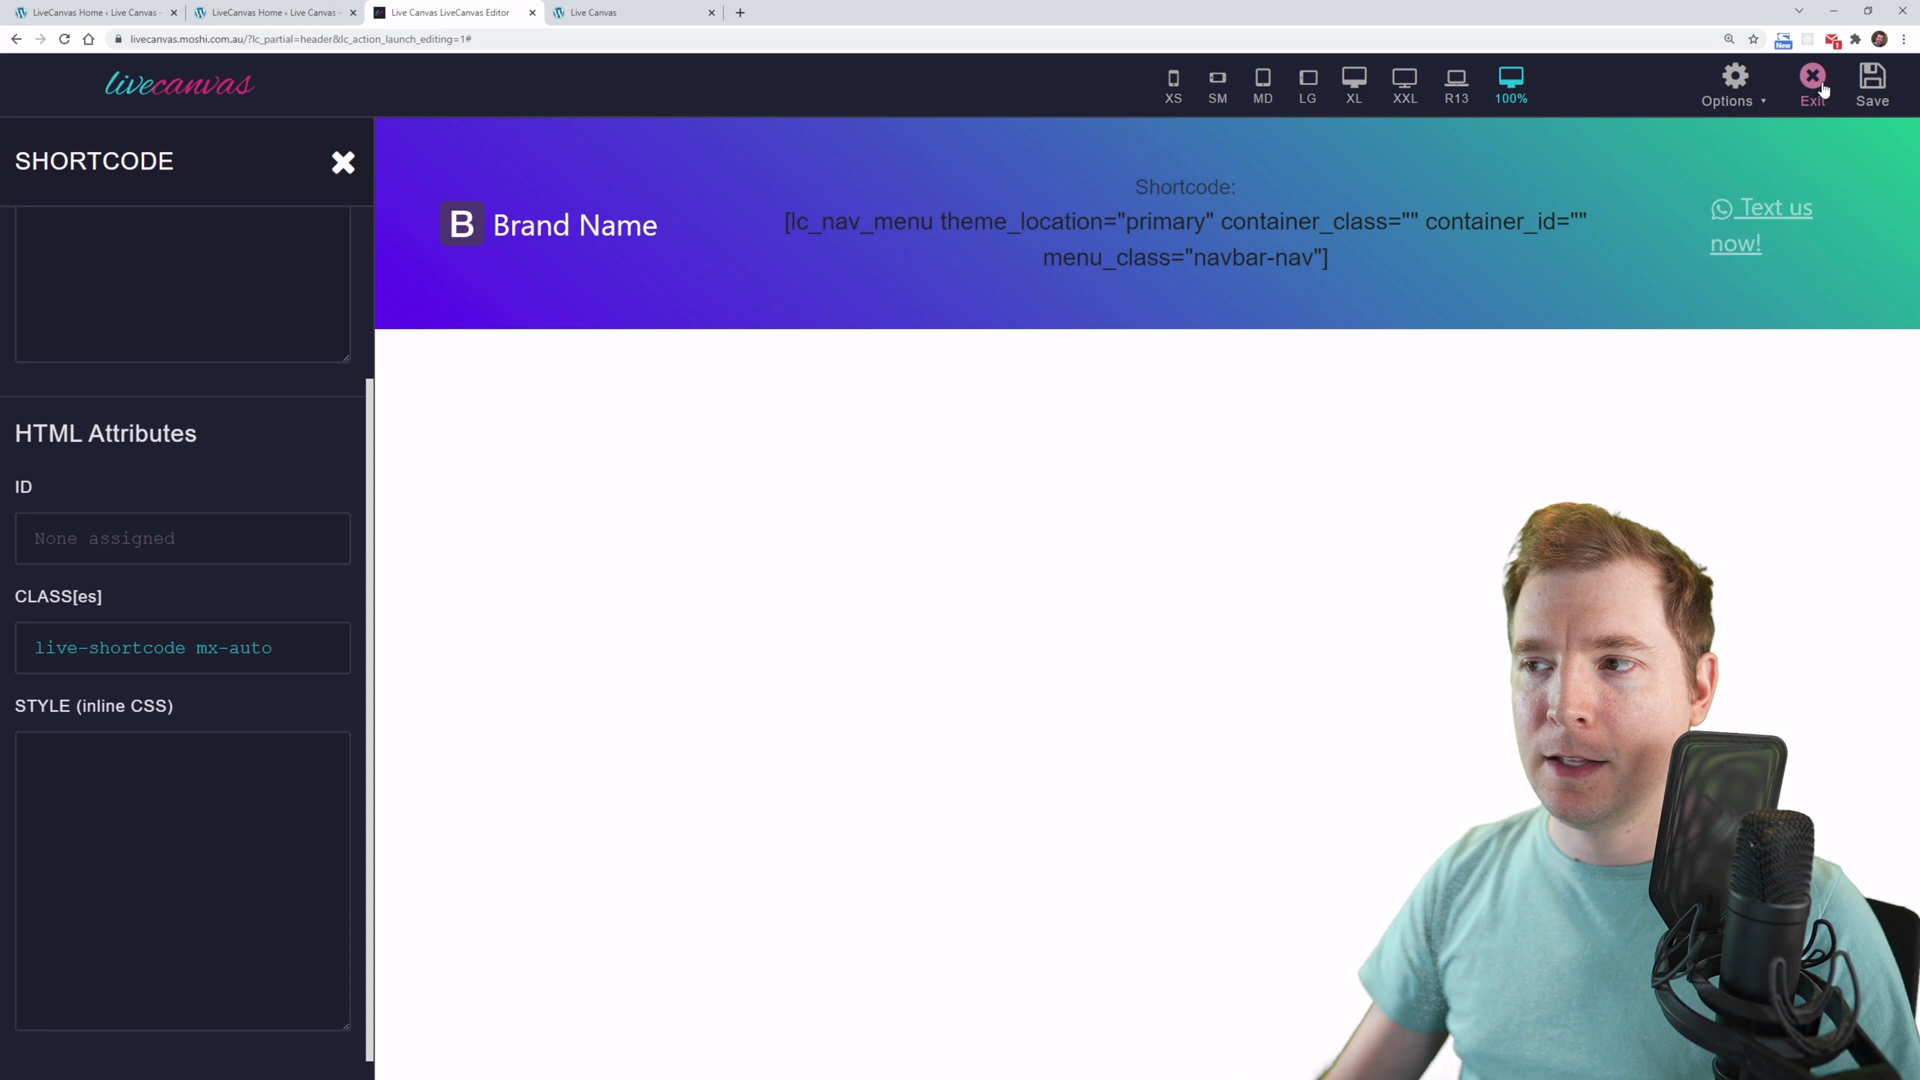 LiveCanvas Home ‹ Live Canvas –
LiveCanvas Home ‹ Live Canvas –
Live Canvas LiveCanvas Editor
Live Canvas
livecanvas.moshi.com.au/?lc_partial=header&lc_action_launch_editing=1#
New
1
livecanvas
XS
SM
MD
LG
XL
XXL
R13
100%
Options
Exit
Save
SHORTCODE
B Brand Name
Shortcode:
[lc_nav_menu theme_location="primary" container_class="" container_id=""
menu_class="navbar-nav"]
Text us
now!
HTML Attributes
ID
None assigned
CLASS[es]
live-shortcode mx-auto
STYLE (inline CSS)